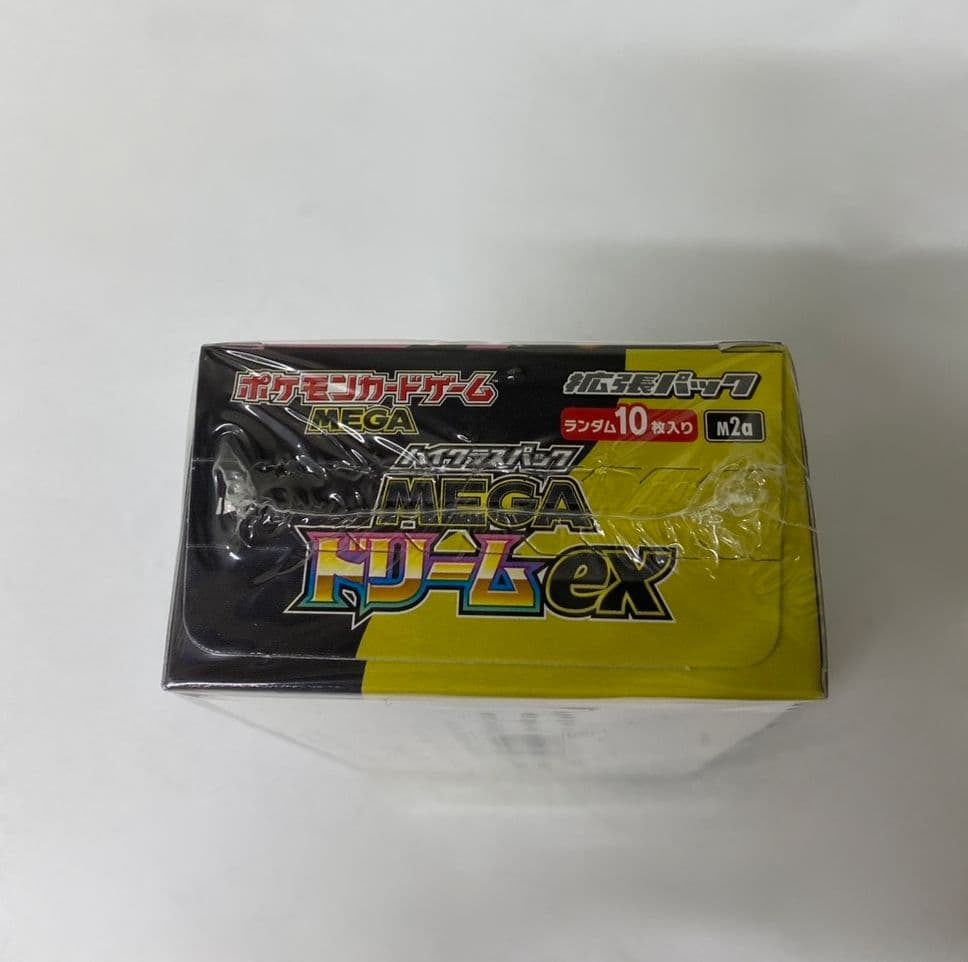 ポケモンカードゲーム
MEGA
拡張パック
ランダム10枚入り
M2a
ハイクラスパック
MEGA
ドリームex